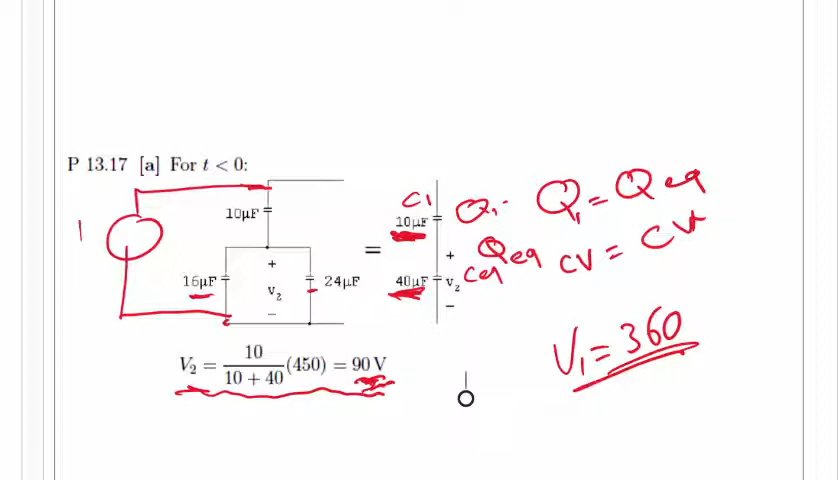 P 13.17 [a] For t < 0:
C1
10μF
10μF
Q1.
Q1 = Qeq
=
+
+
Qeq
CV = CV
16μF
V2
24μF
40μF
V2
Ceq
−
−
V1 = 360
V2 = 10/(10 + 40) (450) = 90 V